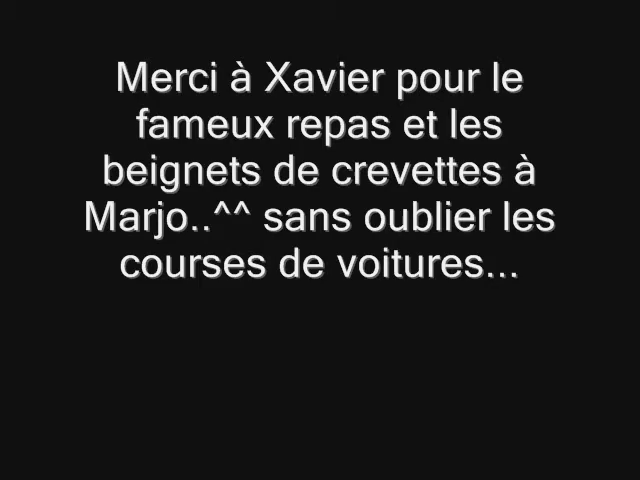 Merci à Xavier pour le
fameux repas et les
beignets de crevettes à
Marjo..^^ sans oublier les
courses de voitures...